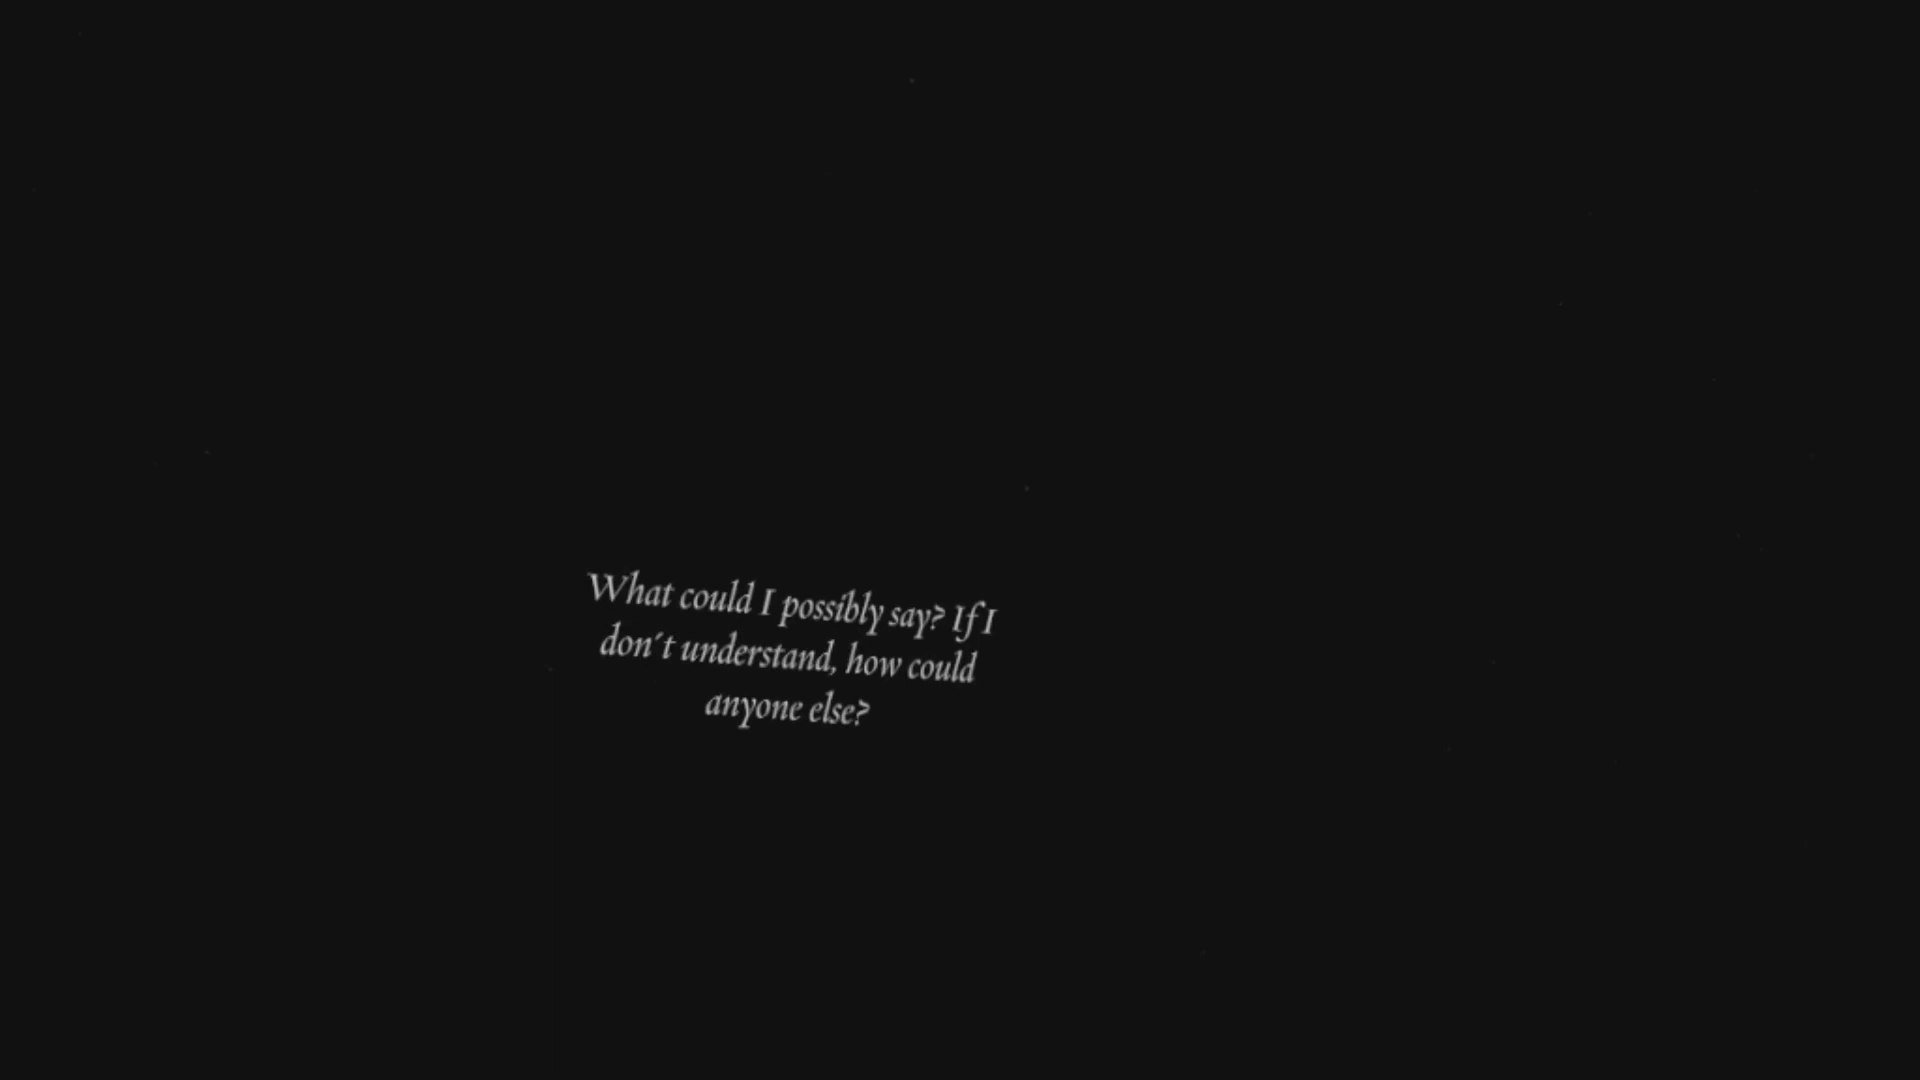 What could I possibly say? If I
don't understand, how could
anyone else?